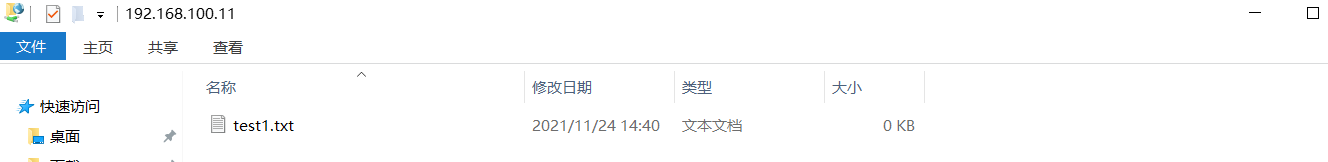 192.168.100.11
文件 主页 共享 查看
名称 修改日期 类型 大小
快速访问
test1.txt 2021/11/24 14:40 文本文档 0 KB
桌面